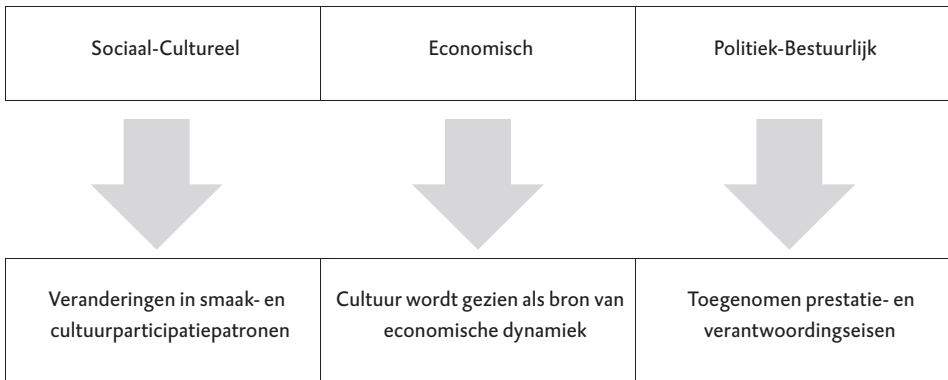 Sociaal-Cultureel
Economisch
Politiek-Bestuurlijk
Veranderingen in smaak- en
cultuurparticipatiepatronen
Cultuur wordt gezien als bron van
economische dynamiek
Toegenomen prestatie- en
verantwoordingseisen